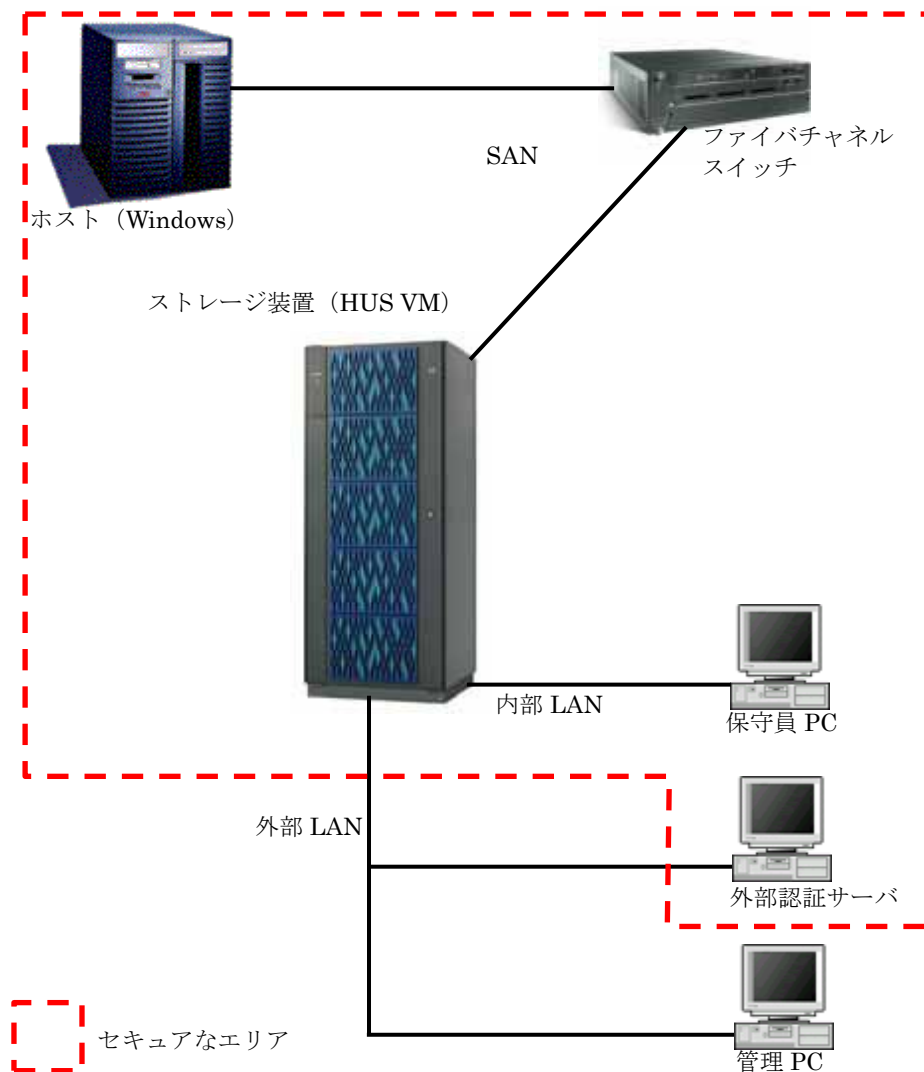 ファイバチャネル
スイッチ
SAN
ホスト（Windows）
ストレージ装置（HUS VM）
内部 LAN
保守員 PC
外部 LAN
外部認証サーバ
セキュアなエリア
管理 PC